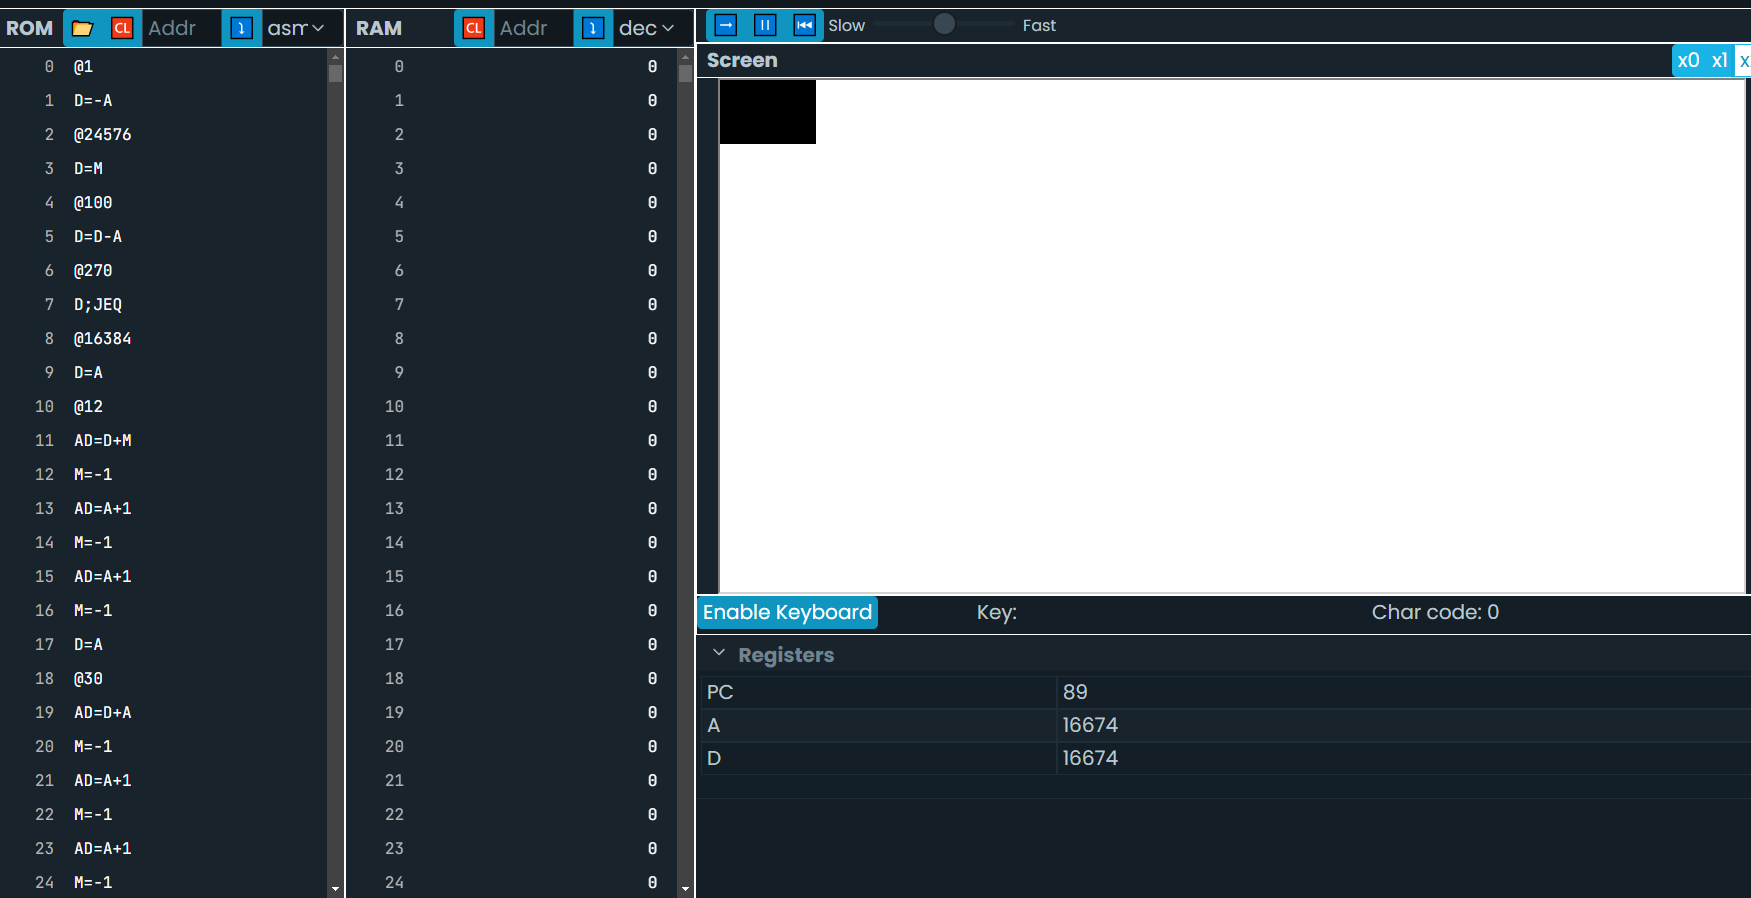 ROM CL Addr asm
0 @1
1 D=-A
2 @24576
3 D=M
4 @100
5 D=D-A
6 @270
7 D;JEQ
8 @16384
9 D=A
10 @12
11 AD=D+M
12 M=-1
13 AD=A+1
14 M=-1
15 AD=A+1
16 M=-1
17 D=A
18 @30
19 AD=D+A
20 M=-1
21 AD=A+1
22 M=-1
23 AD=A+1
24 M=-1
RAM CL Addr dec
0 0
1 0
2 0
3 0
4 0
5 0
6 0
7 0
8 0
9 0
10 0
11 0
12 0
13 0
14 0
15 0
16 0
17 0
18 0
19 0
20 0
21 0
22 0
23 0
24 0
Slow Fast
Screen x0 x1 x
Enable Keyboard Key: Char code: 0
Registers
PC 89
A 16674
D 16674